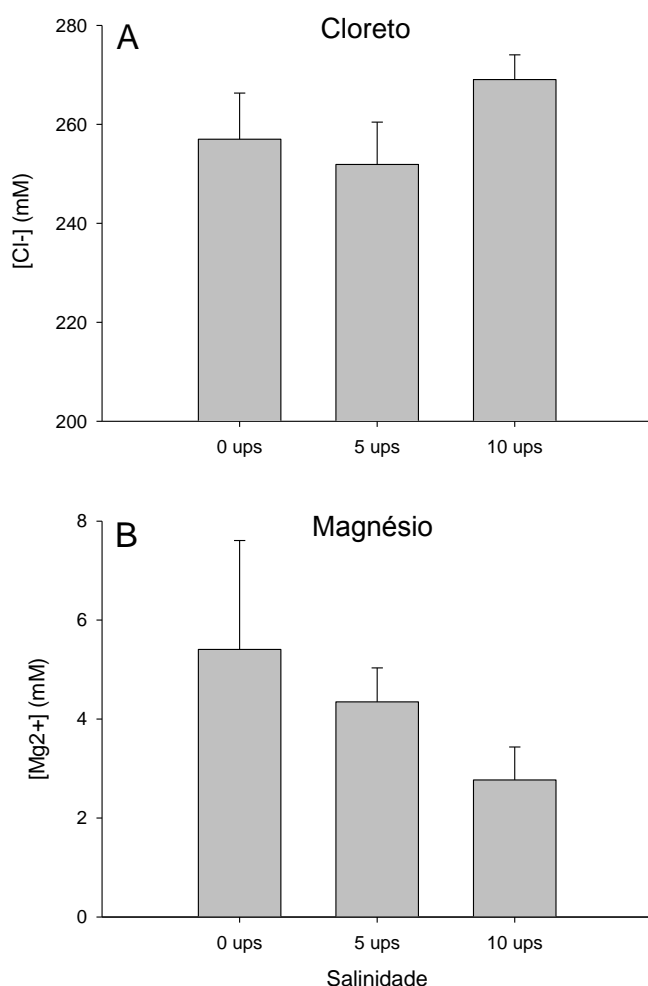 A
Cloreto
280
260
240
220
200
[Cl-] (mM)
0 ups 5 ups 10 ups
B
Magnésio
8
6
4
2
0
[Mg2+] (mM)
0 ups 5 ups 10 ups
Salinidade